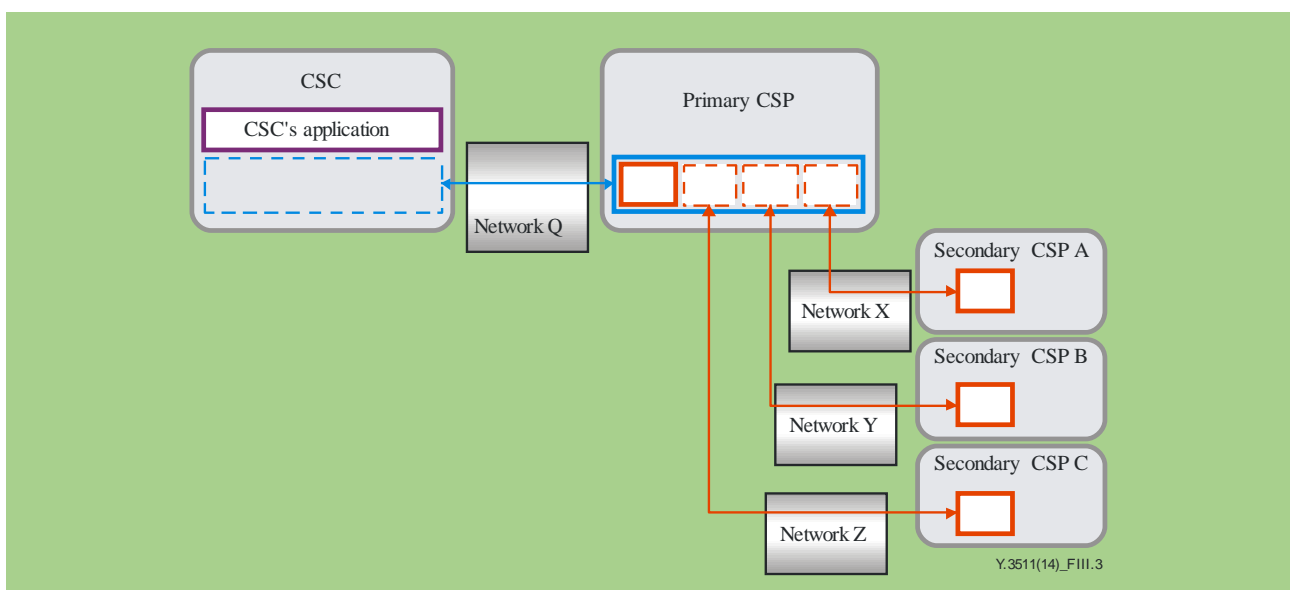 CSC
Primary CSP
CSC's application
Network Q
Secondary CSP A
Network X
Secondary CSP B
Network Y
Secondary CSP C
Network Z
Y.3511(14)_FIII.3